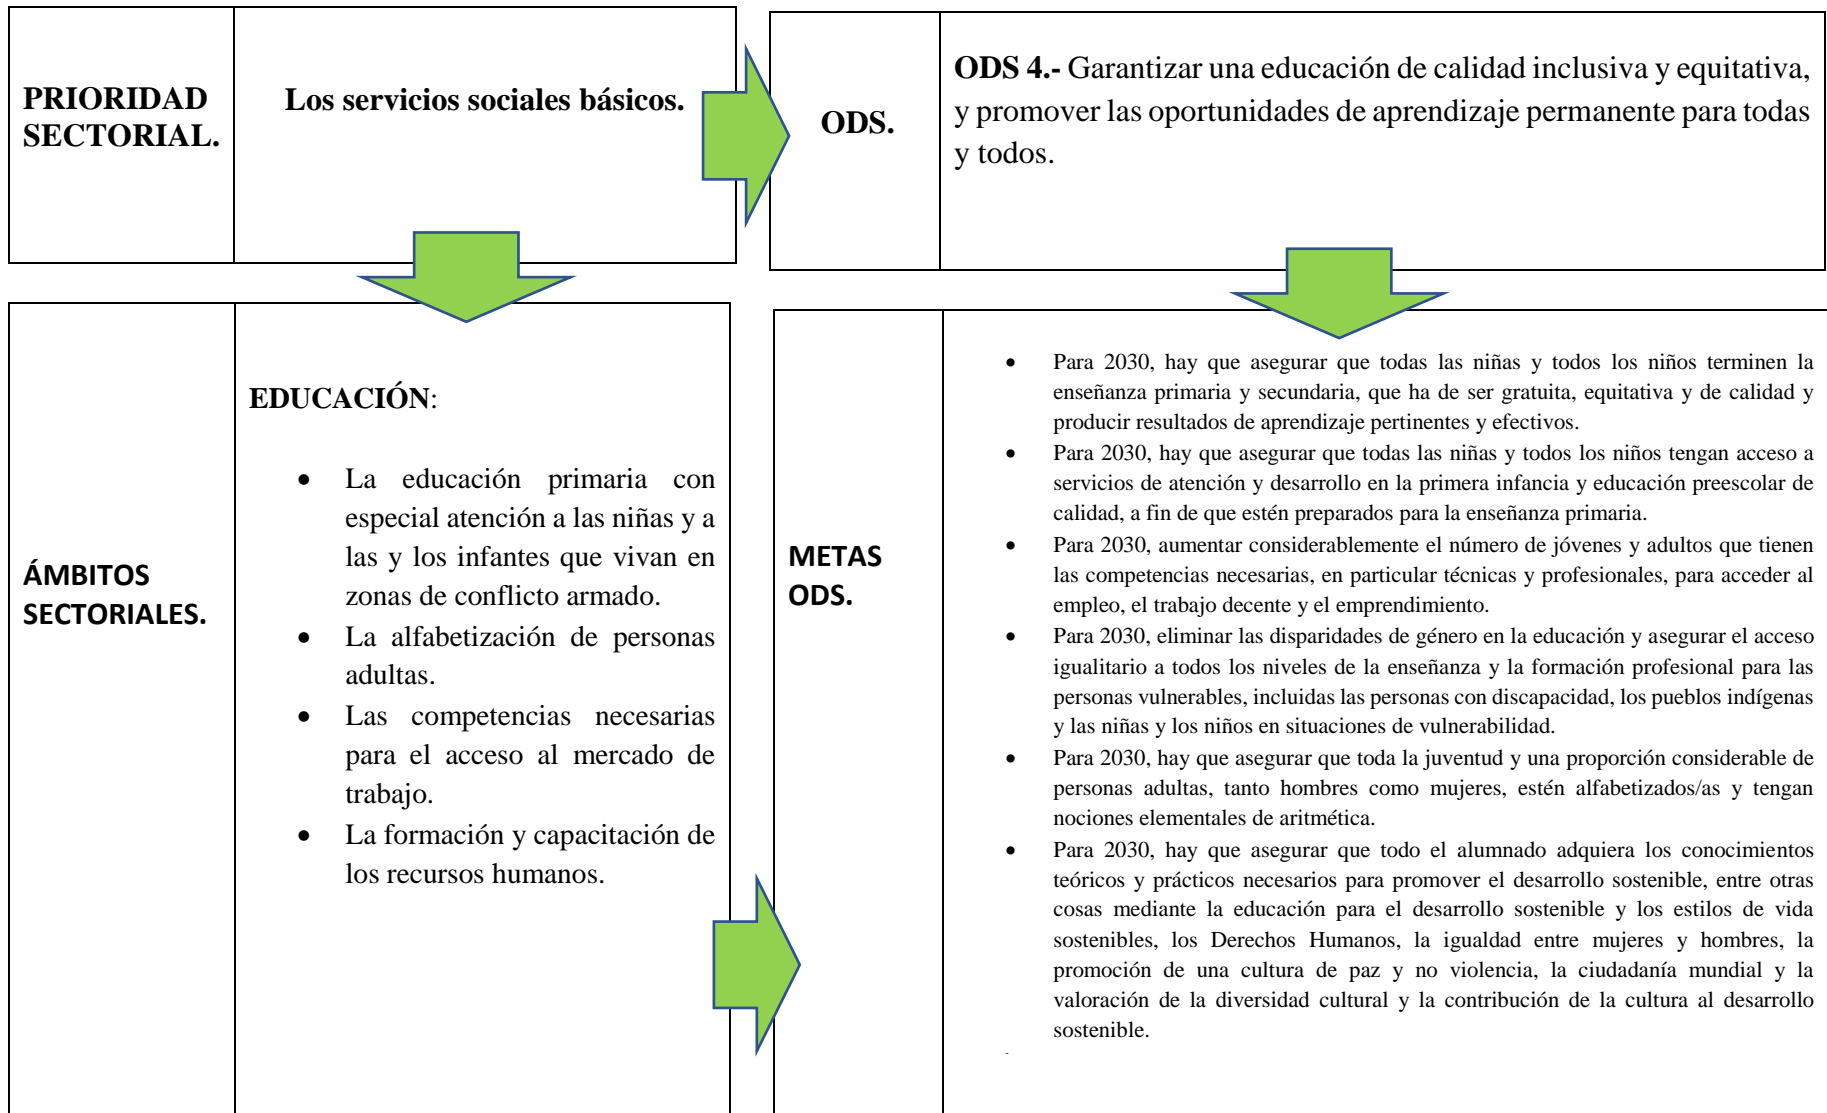 PRIORIDAD
SECTORIAL.
Los servicios sociales básicos.
ODS.
ODS 4.- Garantizar una educación de calidad inclusiva y equitativa,
y promover las oportunidades de aprendizaje permanente para todas
y todos.
ÁMBITOS
SECTORIALES.
EDUCACIÓN:
• La educación primaria con
especial atención a las niñas y a
las y los infantes que vivan en
zonas de conflicto armado.
• La alfabetización de personas
adultas.
• Las competencias necesarias
para el acceso al mercado de
trabajo.
• La formación y capacitación de
los recursos humanos.
METAS
ODS.
• Para 2030, hay que asegurar que todas las niñas y todos los niños terminen la
enseñanza primaria y secundaria, que ha de ser gratuita, equitativa y de calidad y
producir resultados de aprendizaje pertinentes y efectivos.
• Para 2030, hay que asegurar que todas las niñas y todos los niños tengan acceso a
servicios de atención y desarrollo en la primera infancia y educación preescolar de
calidad, a fin de que estén preparados para la enseñanza primaria.
• Para 2030, aumentar considerablemente el número de jóvenes y adultos que tienen
las competencias necesarias, en particular técnicas y profesionales, para acceder al
empleo, el trabajo decente y el emprendimiento.
• Para 2030, eliminar las disparidades de género en la educación y asegurar el acceso
igualitario a todos los niveles de la enseñanza y la formación profesional para las
personas vulnerables, incluidas las personas con discapacidad, los pueblos indígenas
y las niñas y los niños en situaciones de vulnerabilidad.
• Para 2030, hay que asegurar que toda la juventud y una proporción considerable de
personas adultas, tanto hombres como mujeres, estén alfabetizados/as y tengan
nociones elementales de aritmética.
• Para 2030, hay que asegurar que todo el alumnado adquiera los conocimientos
teóricos y prácticos necesarios para promover el desarrollo sostenible, entre otras
cosas mediante la educación para el desarrollo sostenible y los estilos de vida
sostenibles, los Derechos Humanos, la igualdad entre mujeres y hombres, la
promoción de una cultura de paz y no violencia, la ciudadanía mundial y la
valoración de la diversidad cultural y la contribución de la cultura al desarrollo
sostenible.